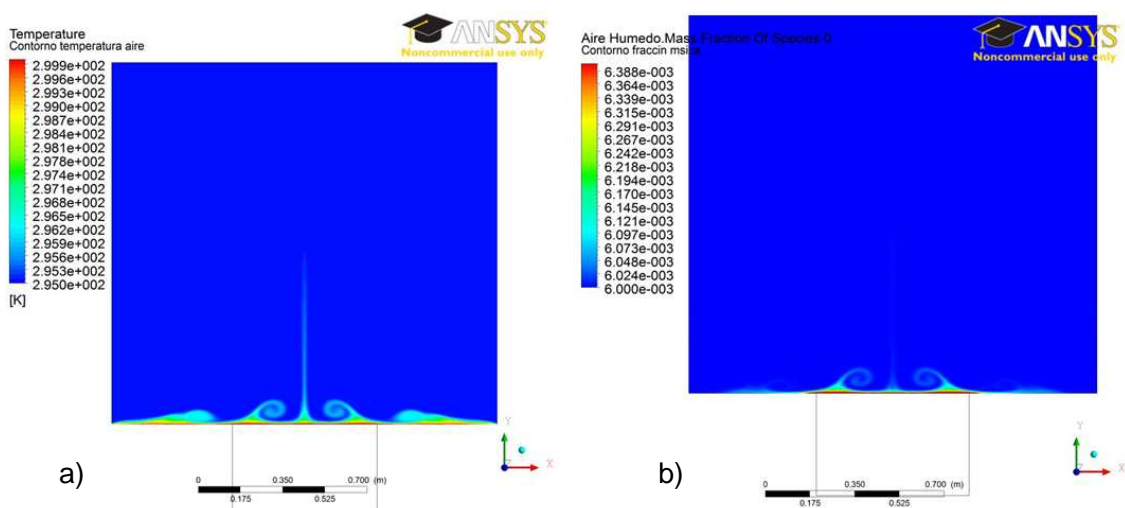 Temperature
Contorno temperatura aire
ANSYS
Noncommercial use only
2.999e+002
2.996e+002
2.993e+002
2.990e+002
2.987e+002
2.984e+002
2.981e+002
2.978e+002
2.974e+002
2.971e+002
2.968e+002
2.965e+002
2.962e+002
2.959e+002
2.956e+002
2.953e+002
2.950e+002
[K]
Y
X
a)
0
0.350
0.700 (m)
0.175
0.525
Aire Humedo.Mass Fraction Of Species 0
Contorno fraccin msica
ANSYS
Noncommercial use only
6.388e-003
6.364e-003
6.339e-003
6.315e-003
6.291e-003
6.267e-003
6.242e-003
6.218e-003
6.194e-003
6.170e-003
6.145e-003
6.121e-003
6.097e-003
6.073e-003
6.048e-003
6.024e-003
6.000e-003
Y
X
b)
0
0.350
0.700 (m)
0.175
0.525